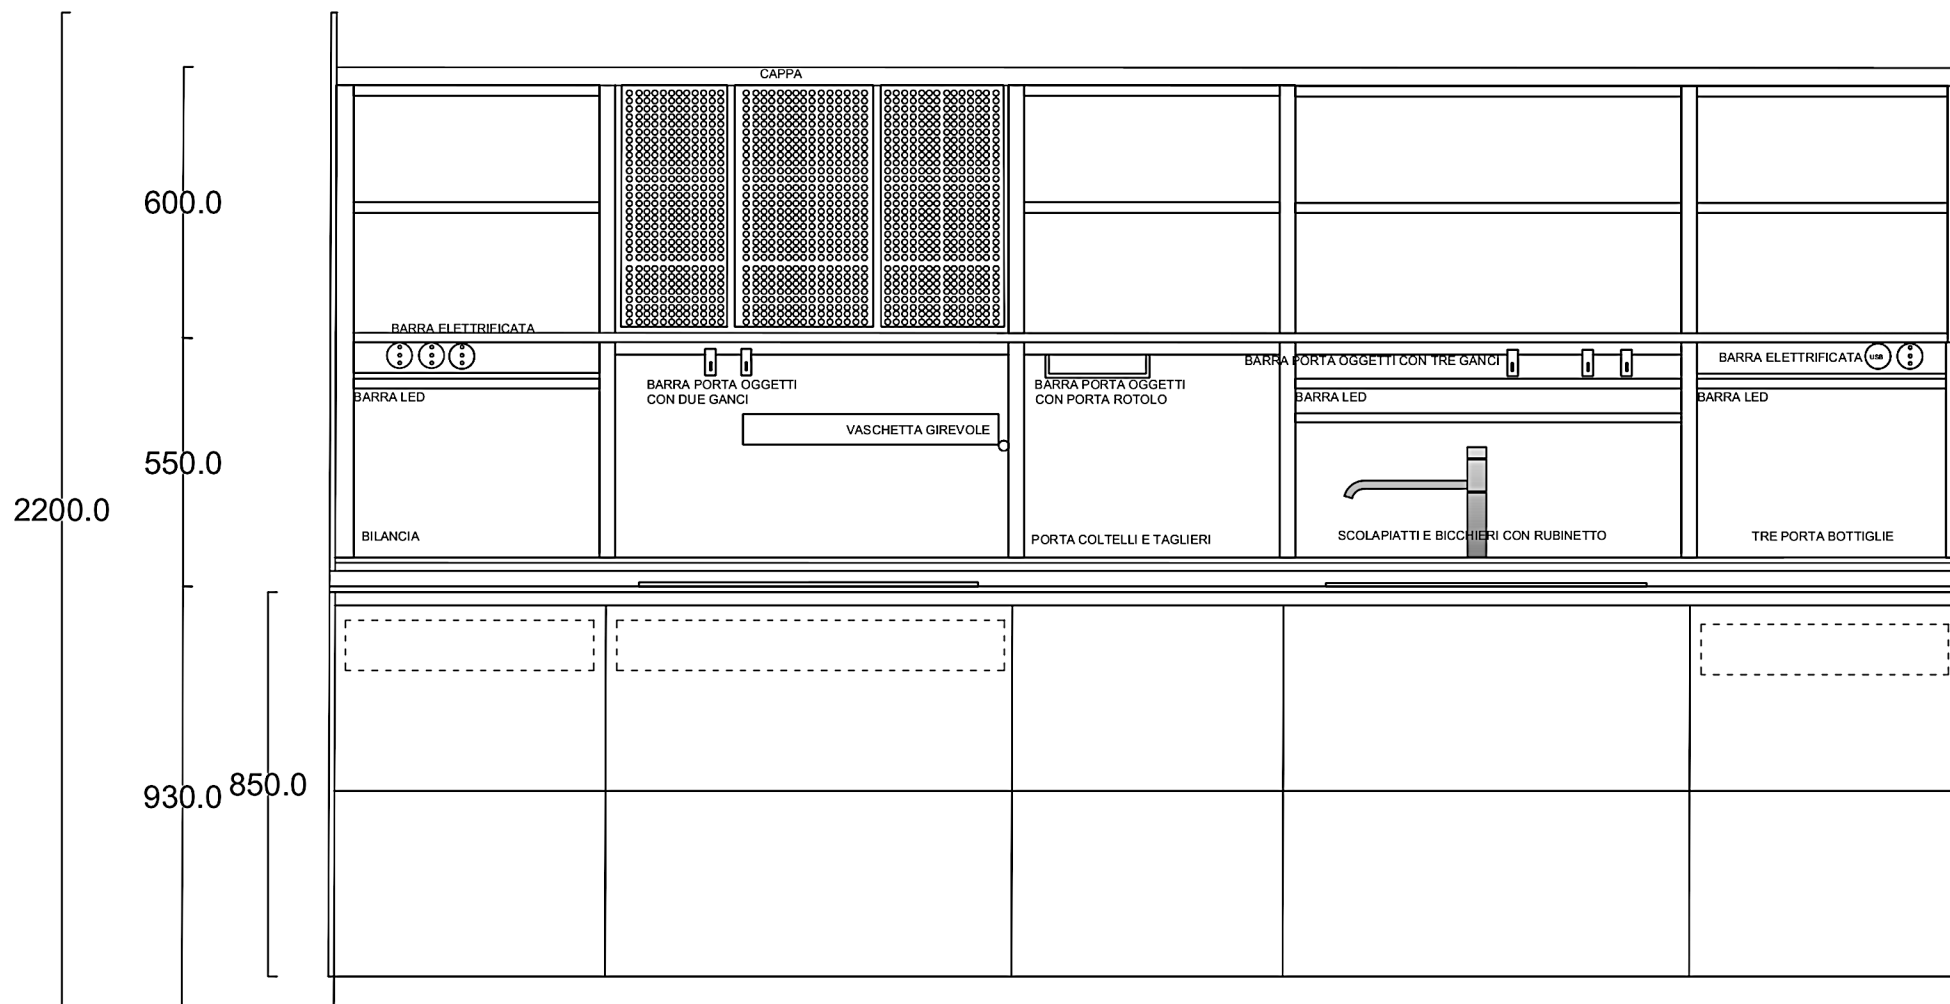 CAPPA
600.0
BARRA ELETTRIFICATA
BARRA PORTA OGGETTI CON TRE GANCI
BARRA ELETTRIFICATA
USB
BARRA PORTA OGGETTI
CON DUE GANCI
BARRA PORTA OGGETTI
CON PORTA ROTOLO
BARRA LED
BARRA LED
BARRA LED
VASCHETTA GIREVOLE
550.0
2200.0
BILANCIA
PORTA COLTELLI E TAGLIERI
SCOLAPIATTI E BICCHIERI CON RUBINETTO
TRE PORTA BOTTIGLIE
930.0
850.0